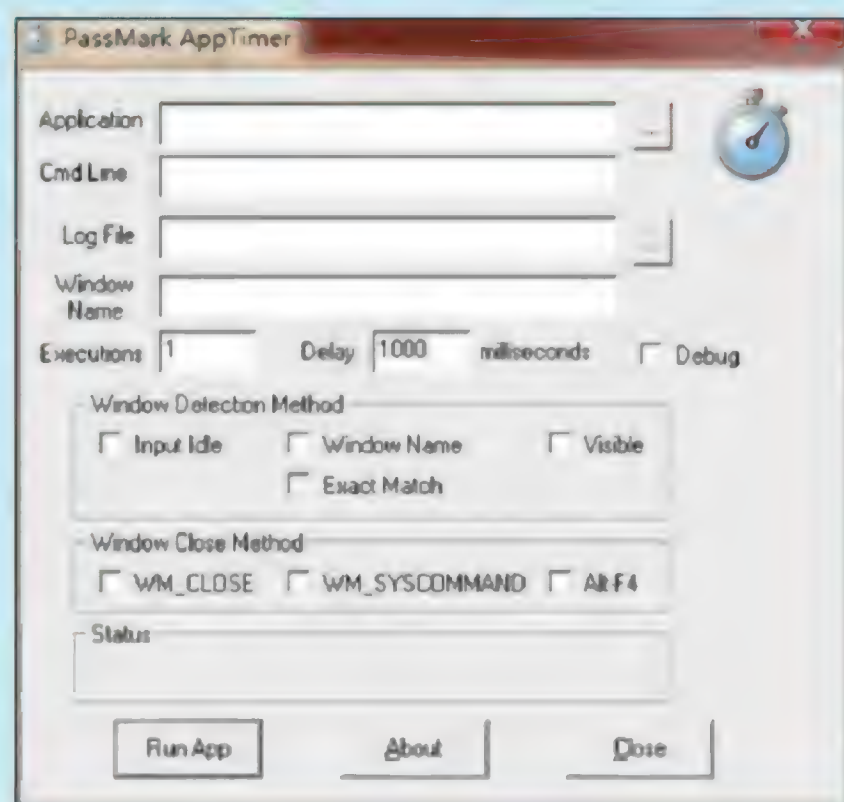 PassMark AppTimer
Application
...
Cmd Line
Log File
...
Window
Name
Executions 1 Delay 1000 milliseconds Debug
Window Detection Method
Input Idle Window Name Visible
Exact Match
Window Close Method
WM_CLOSE WM_SYSCOMMAND Alt-F4
Status
Run App About Close